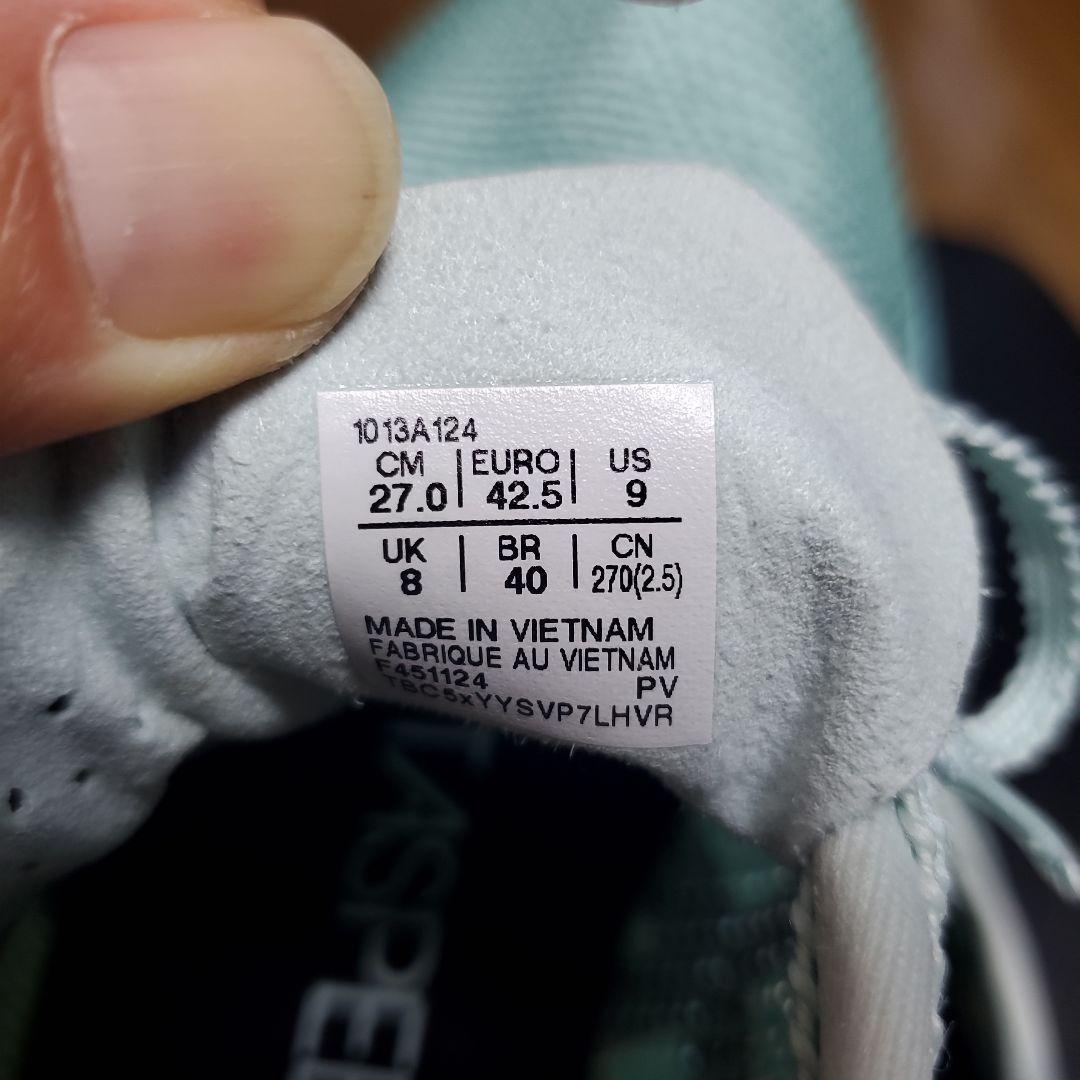 1013A124
CM EURO US
27.0 42.5 9
UK BR CN
8 40 270(2.5)
MADE IN VIETNAM
FABRIQUE AU VIETNAM
F451124 PV
TSC5xYYSVP7LHVR